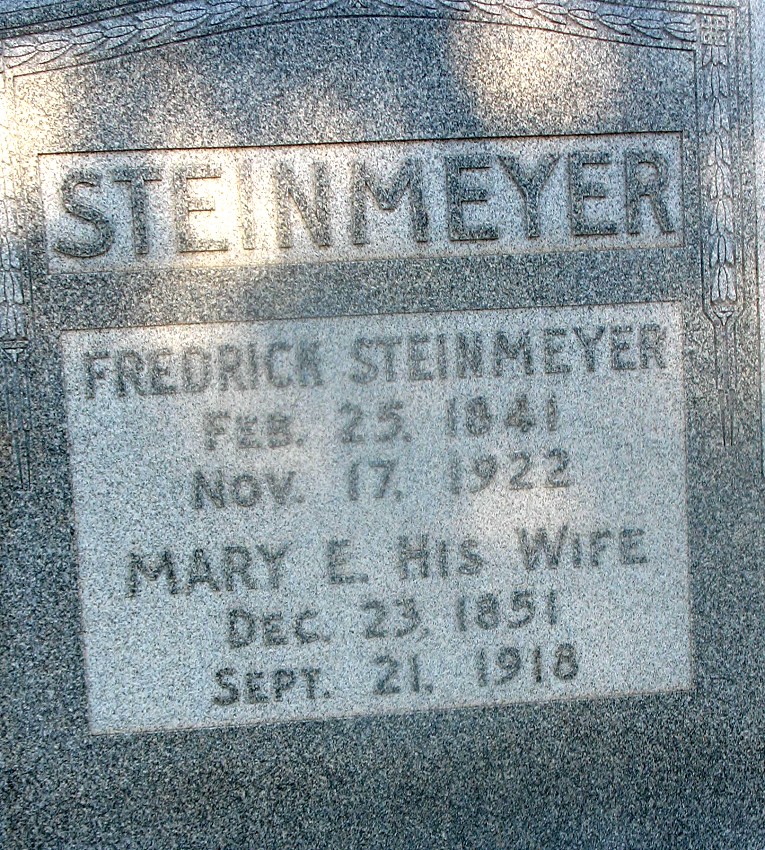 STEINMEYER
FREDRICK STEINMEYER
FEB. 25, 1841
NOV. 17, 1922
MARY E. HIS WIFE
DEC. 23, 1851
SEPT. 21, 1918